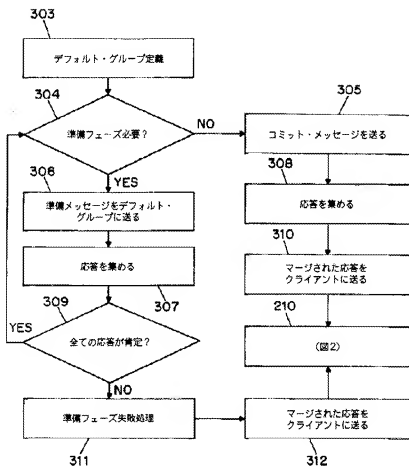 303
デフォルト・グループ定義
304
準備フェーズ必要？
NO
305
コミット・メッセージを送る
YES
306
準備メッセージをデフォルト・
グループに送る
308
応答を集める
応答を集める
307
310
マージされた応答を
クライアントに送る
309
YES
全ての応答が肯定？
210
(図2)
NO
準備フェーズ失敗処理
311
マージされた応答を
クライアントに送る
312